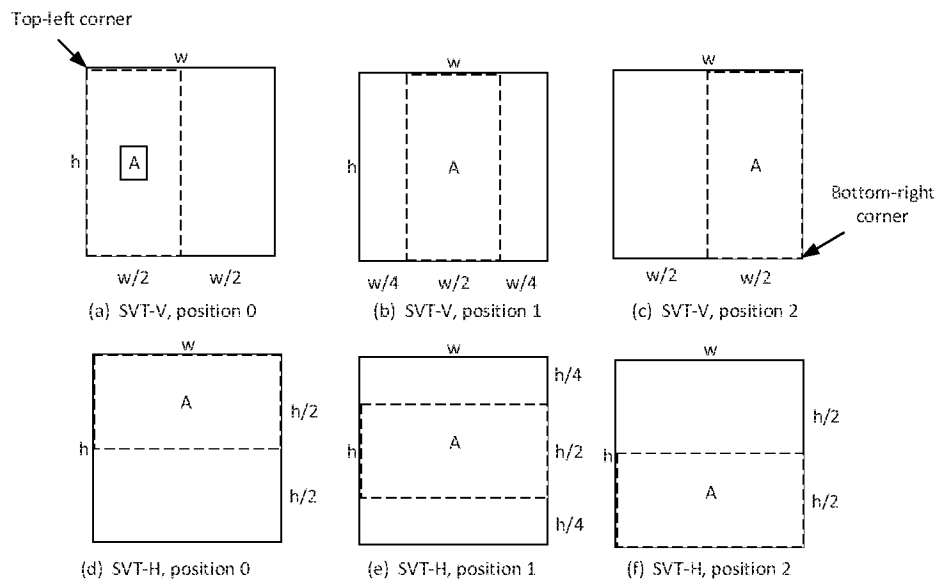 Top-left corner
w
h
A
w/2 w/2
(a) SVT-V, position 0
w
h
A
w/4 w/2 w/4
(b) SVT-V, position 1
w
A
Bottom-right
corner
w/2 w/2
(c) SVT-V, position 2
w
A
h/2
h
h/2
(d) SVT-H, position 0
w
h/4
A
h
h/2
h/4
(e) SVT-H, position 1
w
h/2
h
A
h/2
(f) SVT-H, position 2